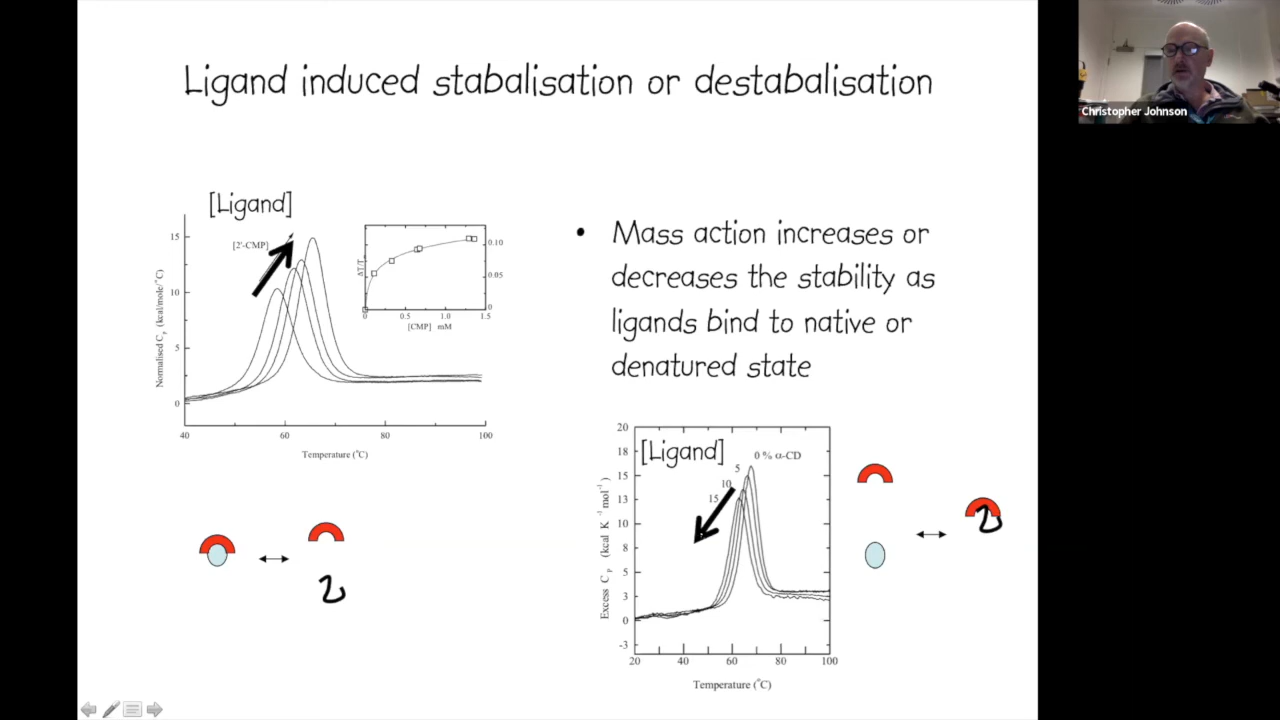 Ligand induced stabalisation or destabalisation
Christopher Johnson
[Ligand]
[2'-CMP]
15
10
5
0
Normalised Cp (kcal/mole/°C)
40 60 80 100
Temperature (°C)
ΔT/T
0.10
0.05
0
0 0.5 1.0 1.5
[CMP] mM
• Mass action increases or
decreases the stability as
ligands bind to native or
denatured state
[Ligand]
0 % α-CD
5
10
15
20
18
15
13
10
8
5
3
0
-3
Excess C p (kcal K -1 mol-1)
20 40 60 80 100
Temperature (°C)